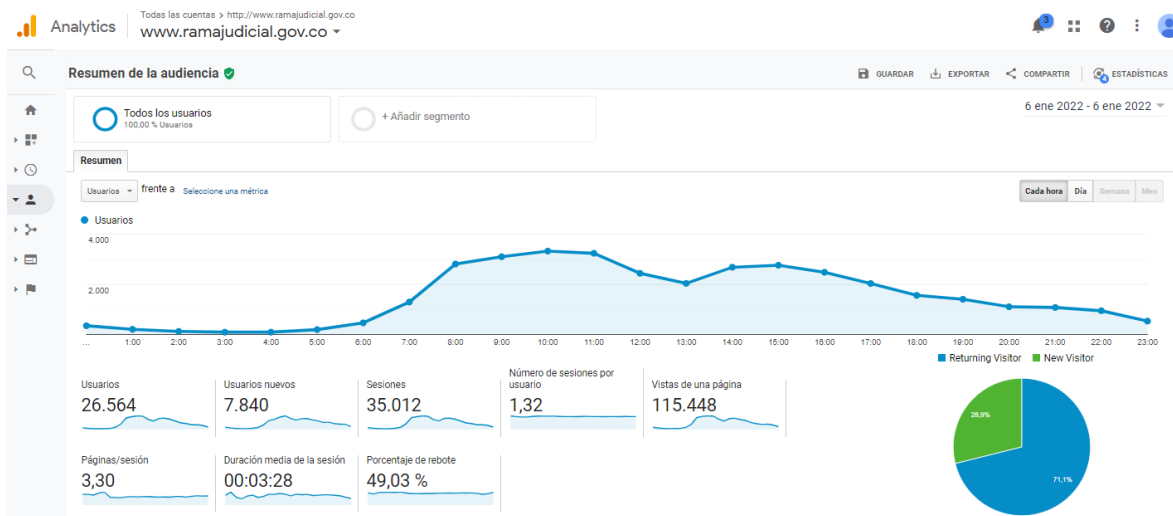 Todas las cuentas > http://www.ramajudicial.gov.co
Analytics
www.ramajudicial.gov.co
3
Resumen de la audiencia
GUARDAR
EXPORTAR
COMPARTIR
4
ESTADÍSTICAS
Todos los usuarios
100,00 % Usuarios
+ Añadir segmento
6 ene 2022 - 6 ene 2022
Resumen
Usuarios
frente a
Seleccione una métrica
Cada hora
Día
Semana
Mes
Usuarios
4.000
2.000
... 1:00 2:00 3:00 4:00 5:00 6:00 7:00 8:00 9:00 10:00 11:00 12:00 13:00 14:00 15:00 16:00 17:00 18:00 19:00 20:00 21:00 22:00 23:00
Returning Visitor
New Visitor
Usuarios
26.564
Usuarios nuevos
7.840
Sesiones
35.012
Número de sesiones por
usuario
1,32
Vistas de una página
115.448
28,9%
71,1%
Páginas/sesión
3,30
Duración media de la sesión
00:03:28
Porcentaje de rebote
49,03 %